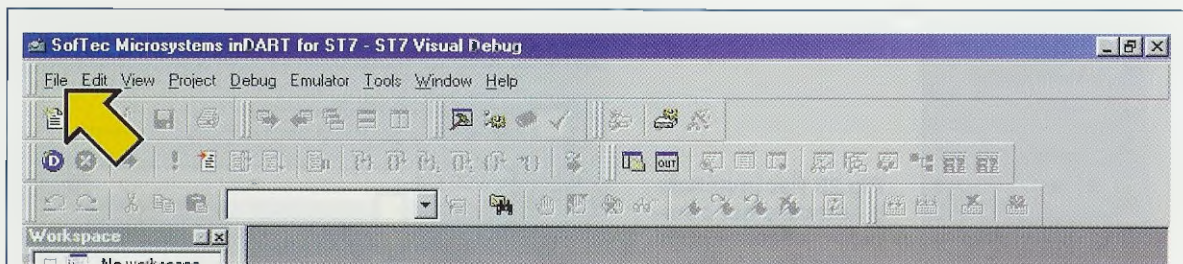 SofTec Microsystems inDART for ST7 - ST7 Visual Debug
File Edit View Project Debug Emulator Tools Window Help
D
OUT
Workspace
No workspace